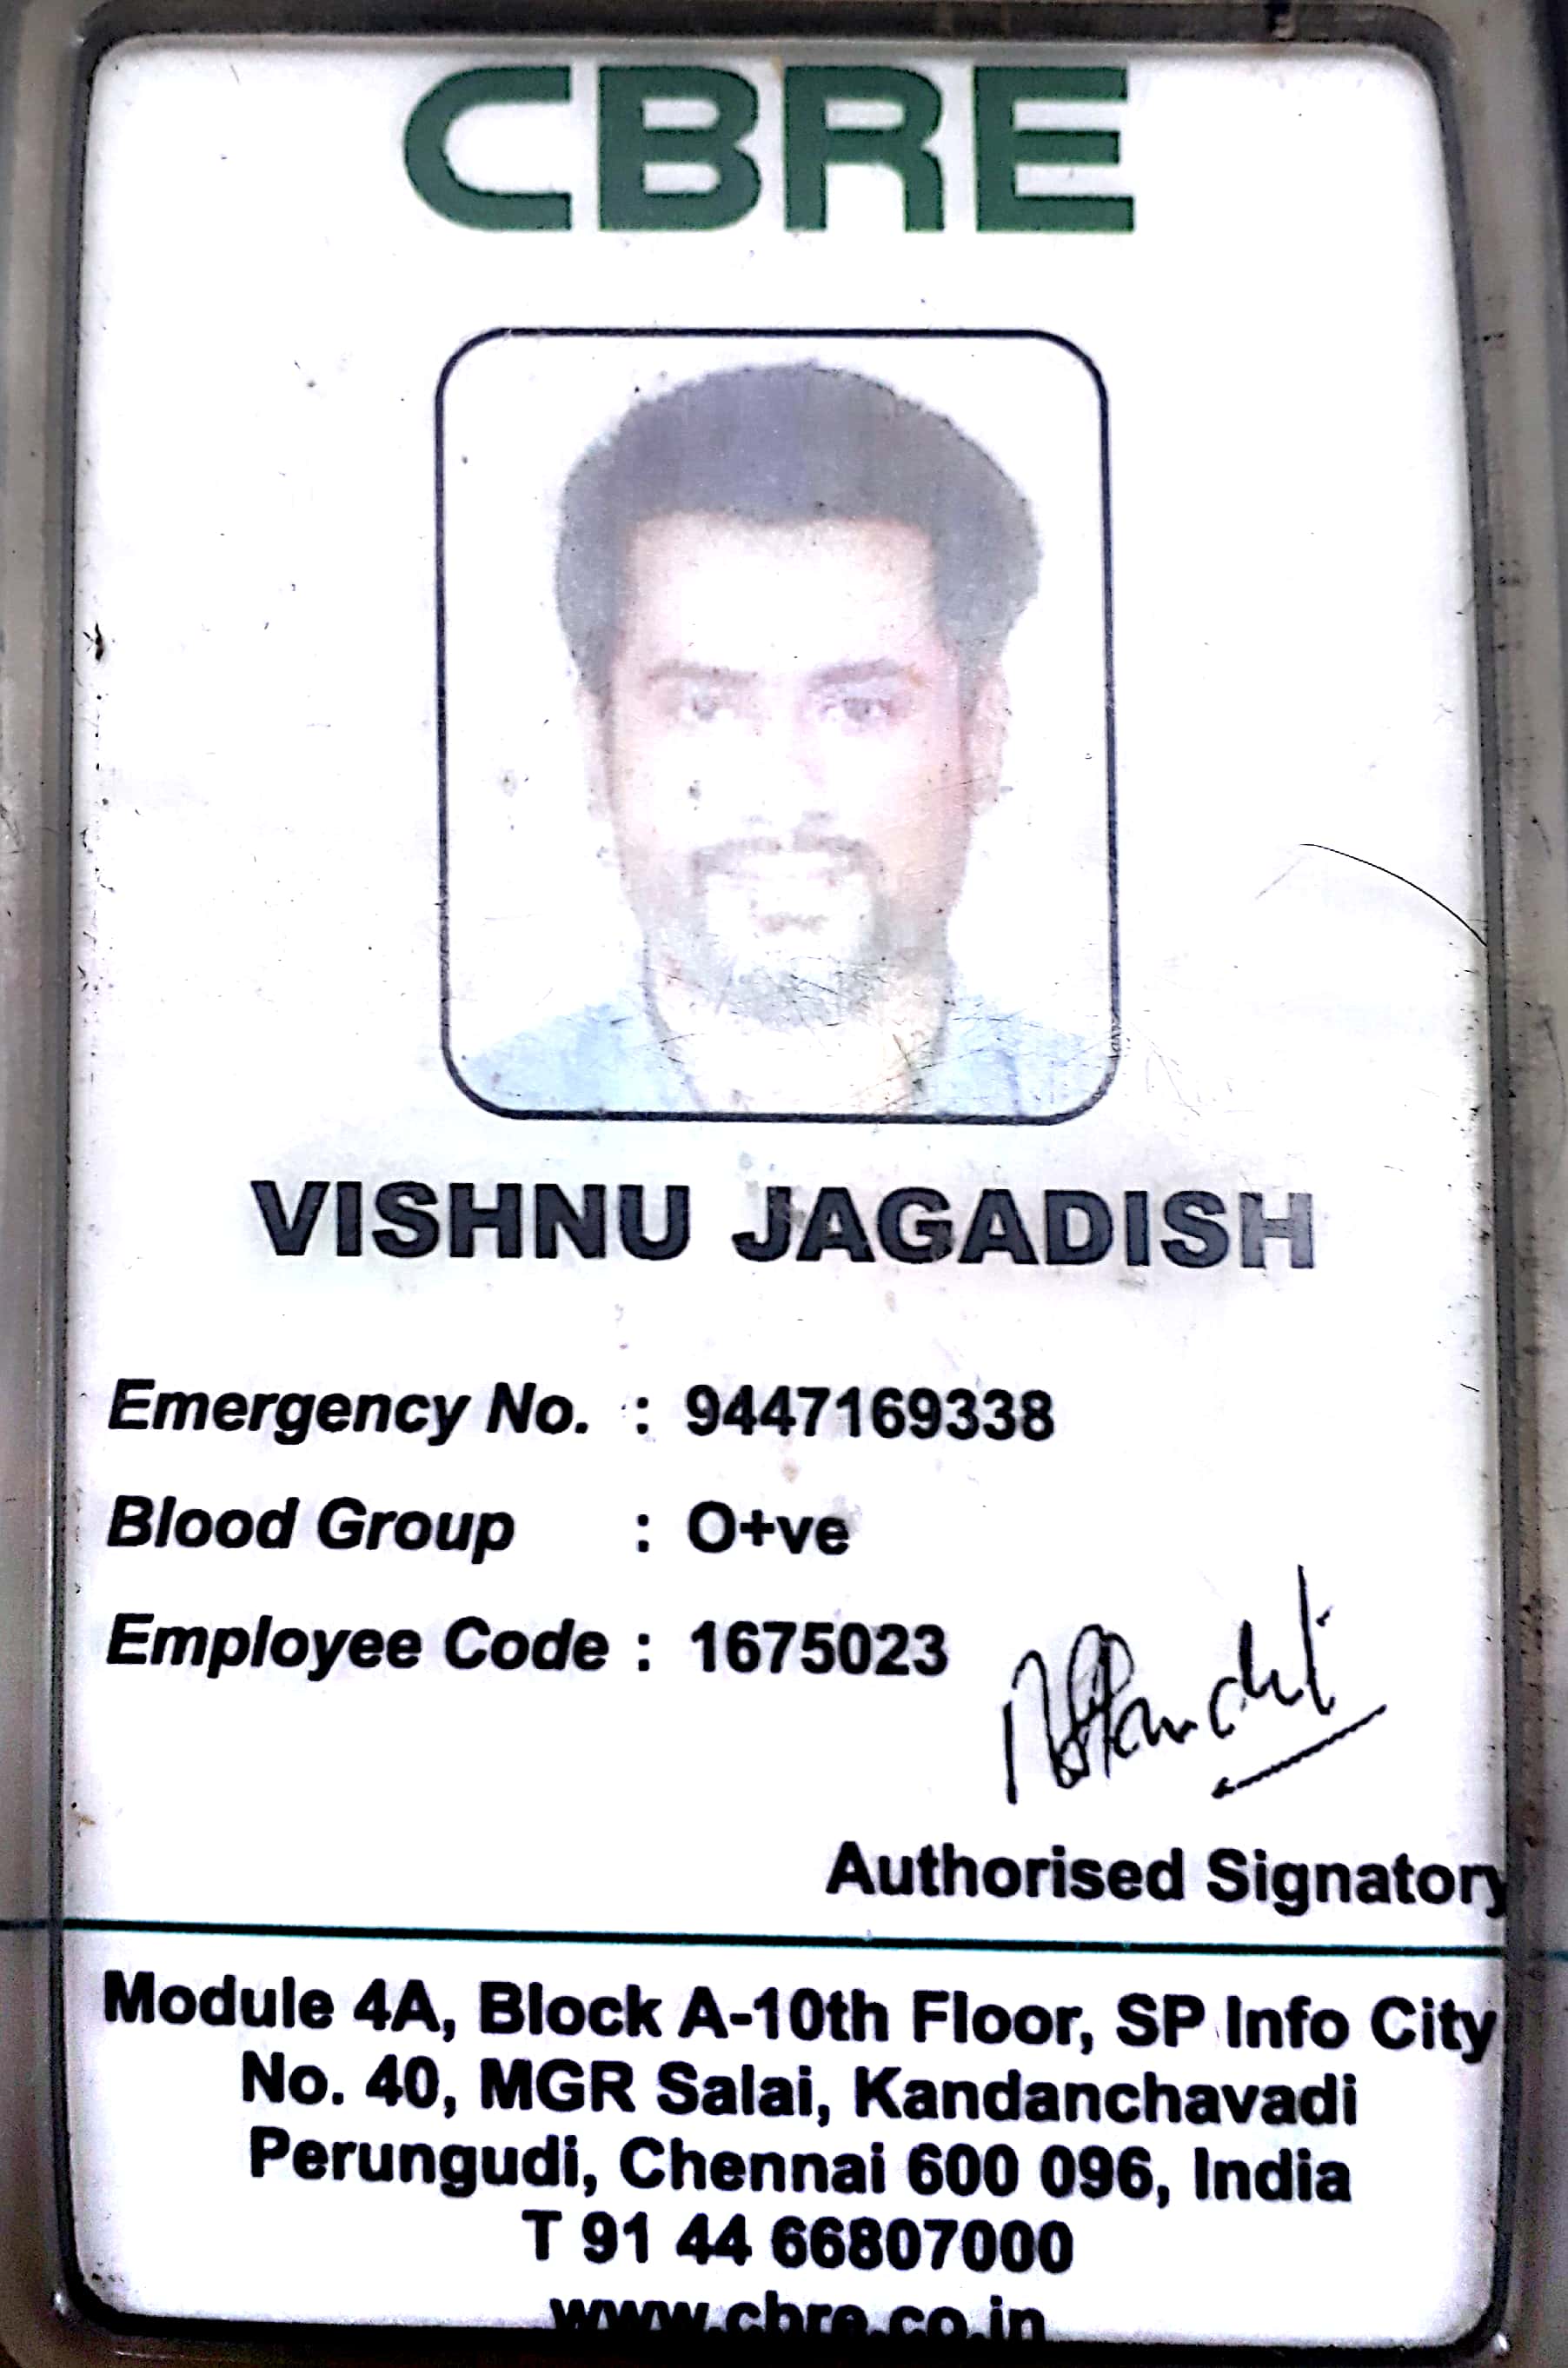 CBRE
VISHNU JAGADISH
Emergency No. : 9447169338
Blood Group : O+ve
Employee Code : 1675023
Authorised Signatory
Module 4A, Block A-10th Floor, SP Info City
No. 40, MGR Salai, Kandanchavadi
Perungudi, Chennai 600 096, India
T 91 44 66807000
www.cbre.co.in